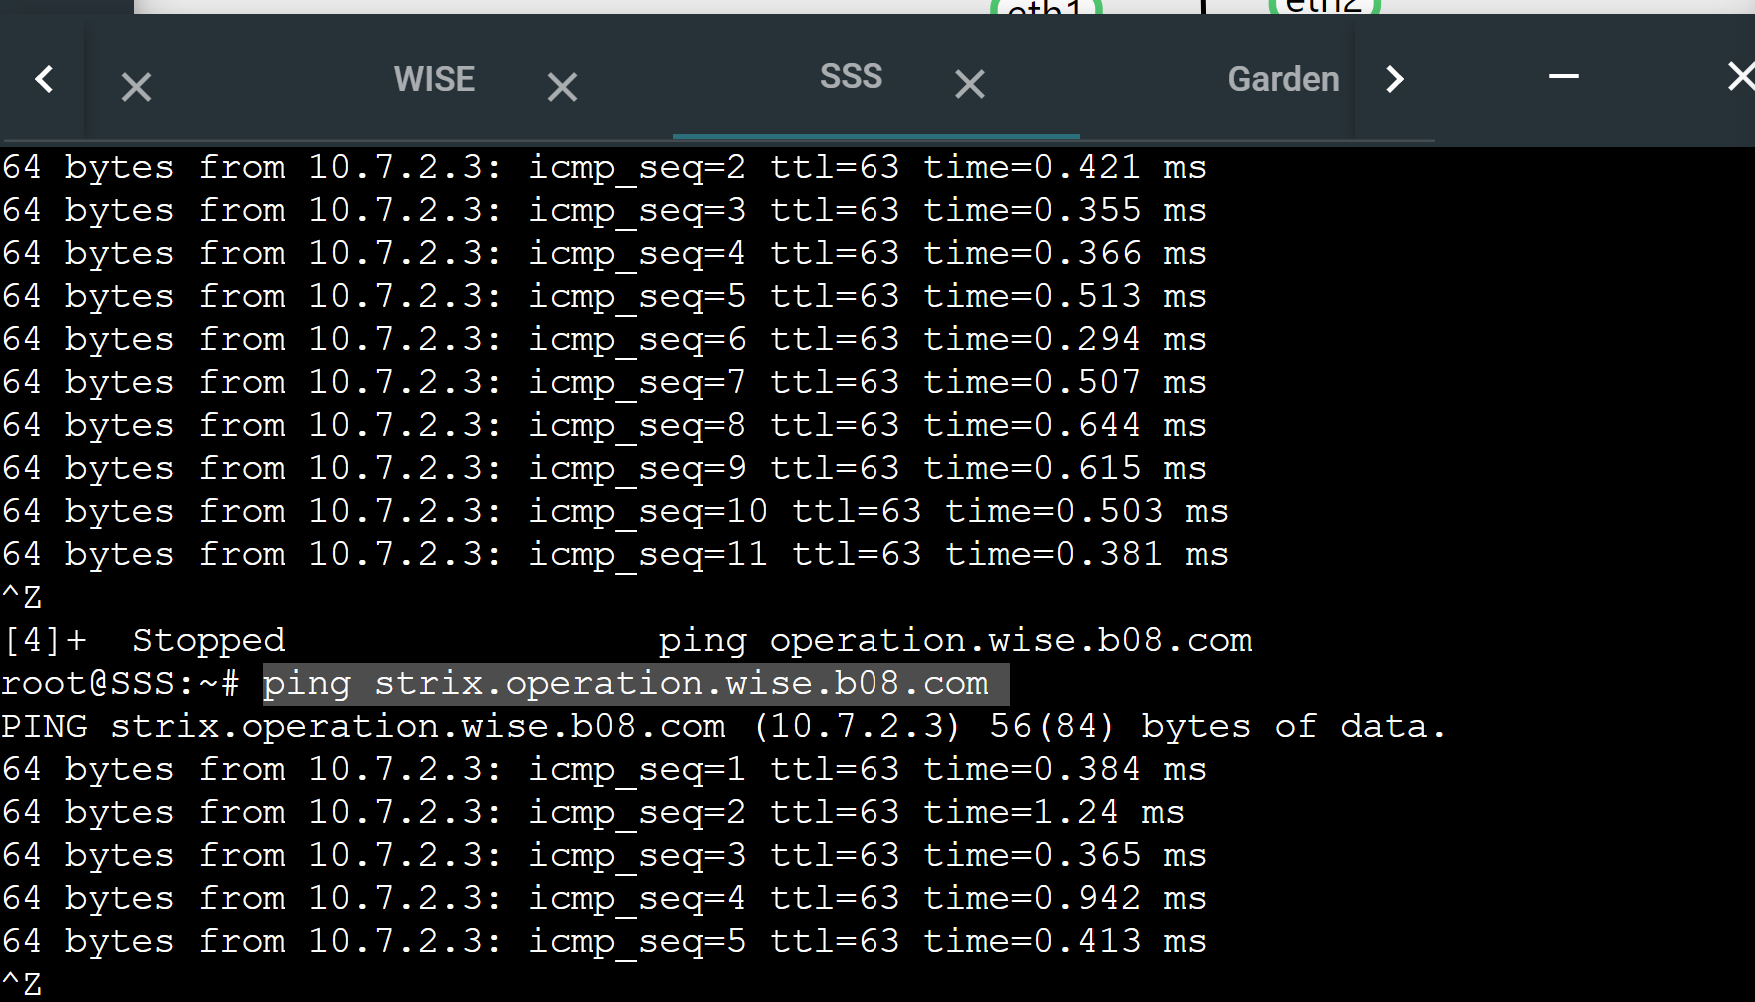 eth1 eth2
WISE SSS Garden
64 bytes from 10.7.2.3: icmp_seq=2 ttl=63 time=0.421 ms
64 bytes from 10.7.2.3: icmp_seq=3 ttl=63 time=0.355 ms
64 bytes from 10.7.2.3: icmp_seq=4 ttl=63 time=0.366 ms
64 bytes from 10.7.2.3: icmp_seq=5 ttl=63 time=0.513 ms
64 bytes from 10.7.2.3: icmp_seq=6 ttl=63 time=0.294 ms
64 bytes from 10.7.2.3: icmp_seq=7 ttl=63 time=0.507 ms
64 bytes from 10.7.2.3: icmp_seq=8 ttl=63 time=0.644 ms
64 bytes from 10.7.2.3: icmp_seq=9 ttl=63 time=0.615 ms
64 bytes from 10.7.2.3: icmp_seq=10 ttl=63 time=0.503 ms
64 bytes from 10.7.2.3: icmp_seq=11 ttl=63 time=0.381 ms
^Z
[4]+  Stopped                 ping operation.wise.b08.com
root@SSS:~# ping strix.operation.wise.b08.com
PING strix.operation.wise.b08.com (10.7.2.3) 56(84) bytes of data.
64 bytes from 10.7.2.3: icmp_seq=1 ttl=63 time=0.384 ms
64 bytes from 10.7.2.3: icmp_seq=2 ttl=63 time=1.24 ms
64 bytes from 10.7.2.3: icmp_seq=3 ttl=63 time=0.365 ms
64 bytes from 10.7.2.3: icmp_seq=4 ttl=63 time=0.942 ms
64 bytes from 10.7.2.3: icmp_seq=5 ttl=63 time=0.413 ms
^Z